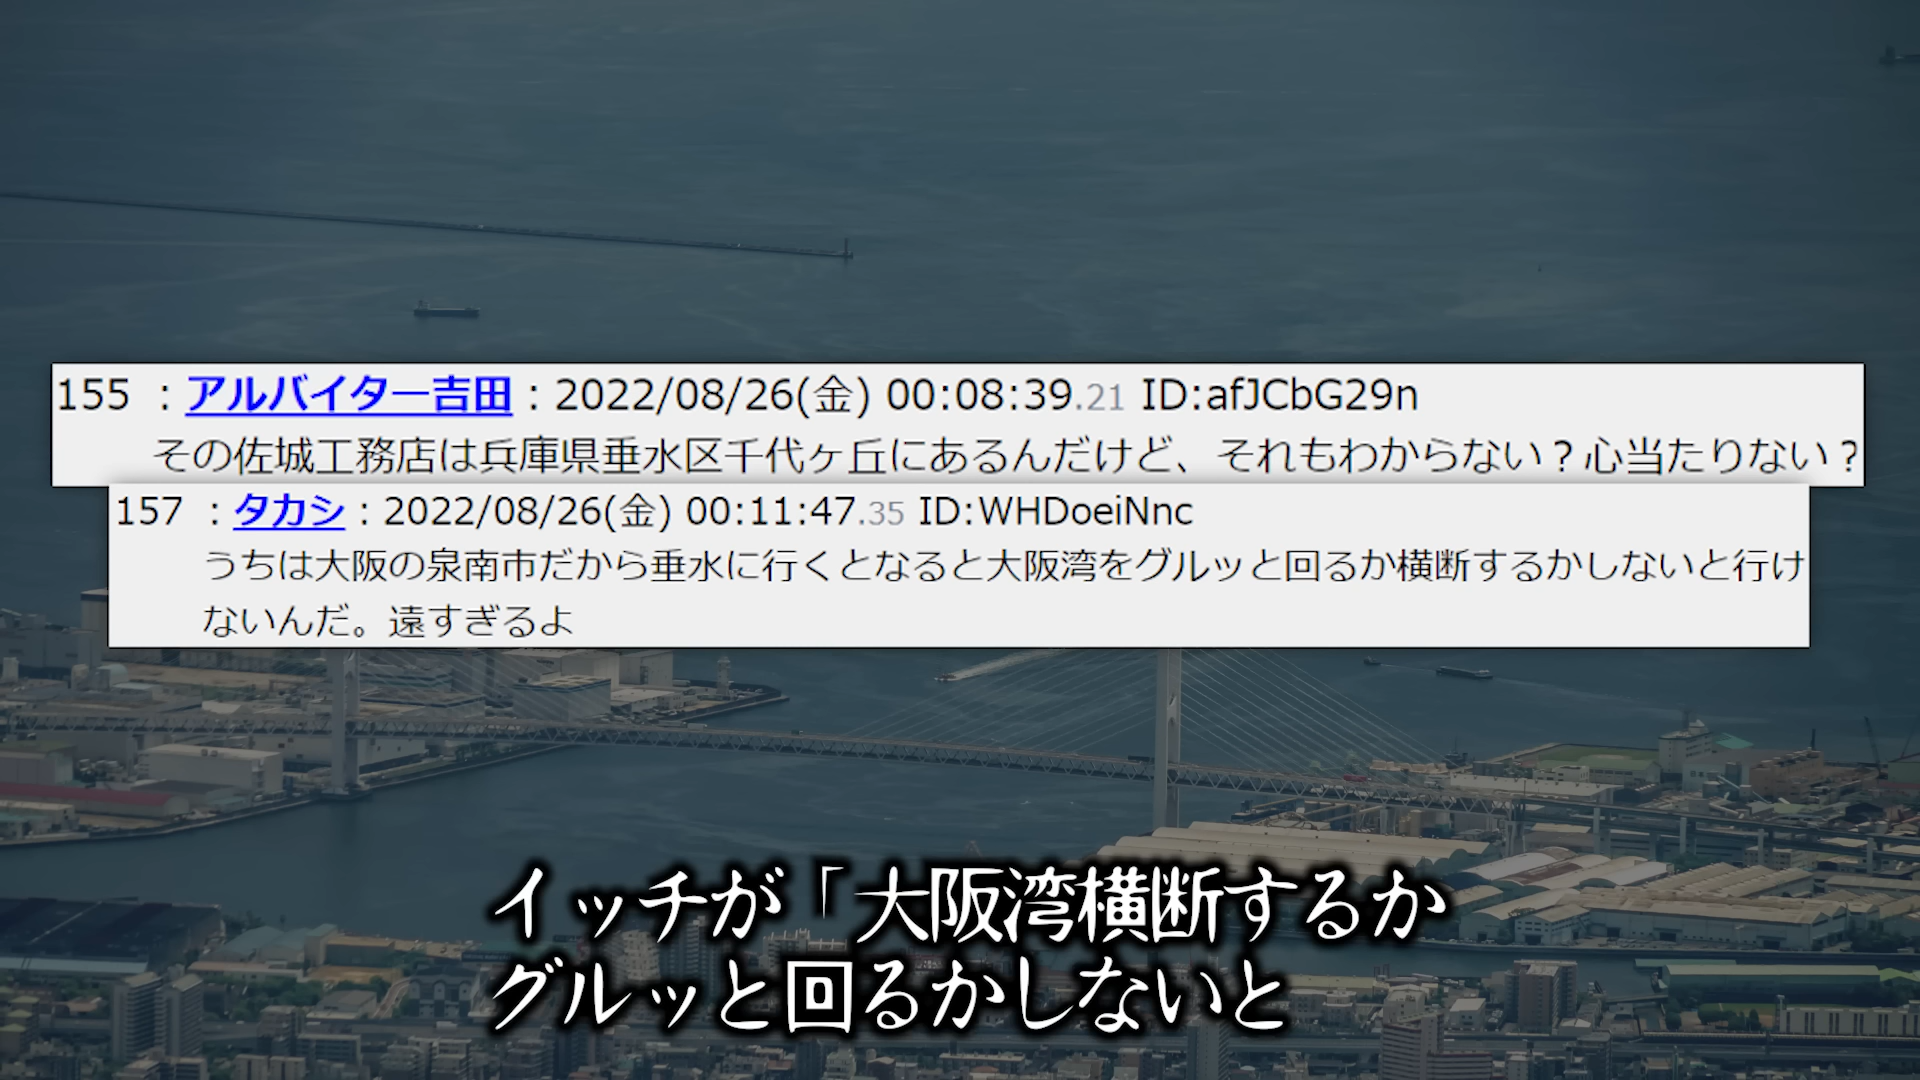 155 ：アルバイター吉田：2022/08/26(金) 00:08:39.21 ID:afJCbG29n
その佐城工務店は兵庫県垂水区千代ヶ丘にあるんだけど、それもわからない？心当たりない？
157 ：タカシ：2022/08/26(金) 00:11:47.35 ID:WHDoeiNnc
うちは大阪の泉南市だから垂水に行くとなると大阪湾をグルッと回るか横断するかしないと行け
ないんだ。遠すぎるよ
イッチが「大阪湾横断するか
グルッと回るかしないと